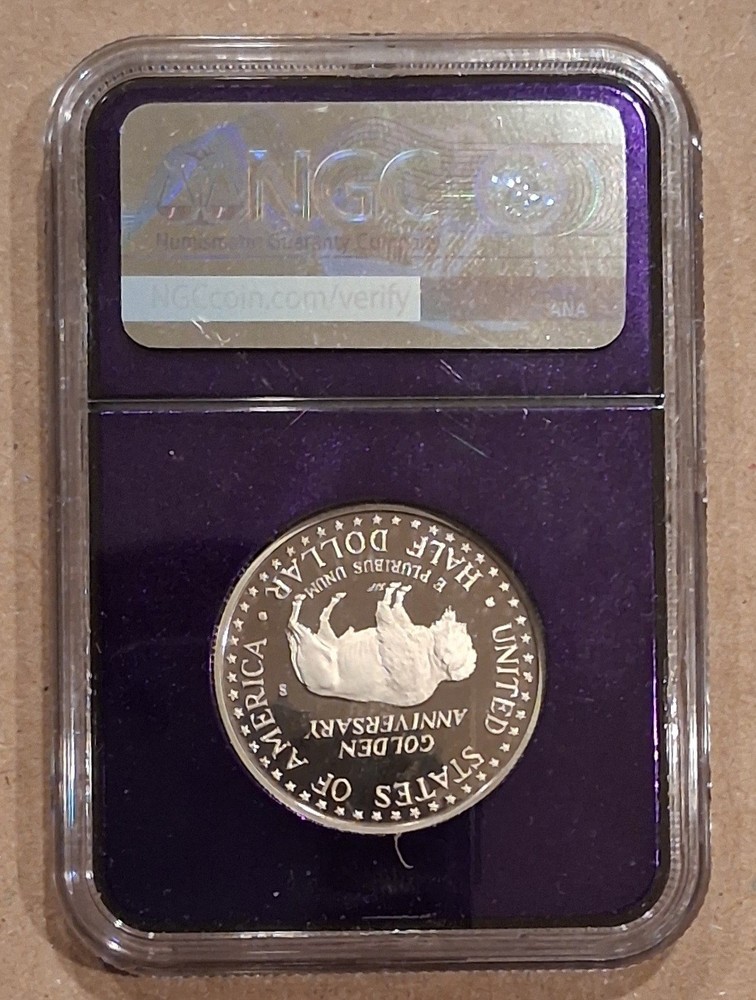 NGC
Numismatic Guaranty Company
NGCcoin.com/verify
ANA
UNITED STATES OF AMERICA • HALF DOLLAR •
GOLDEN
ANNIVERSARY
S
E PLURIBUS UNUM